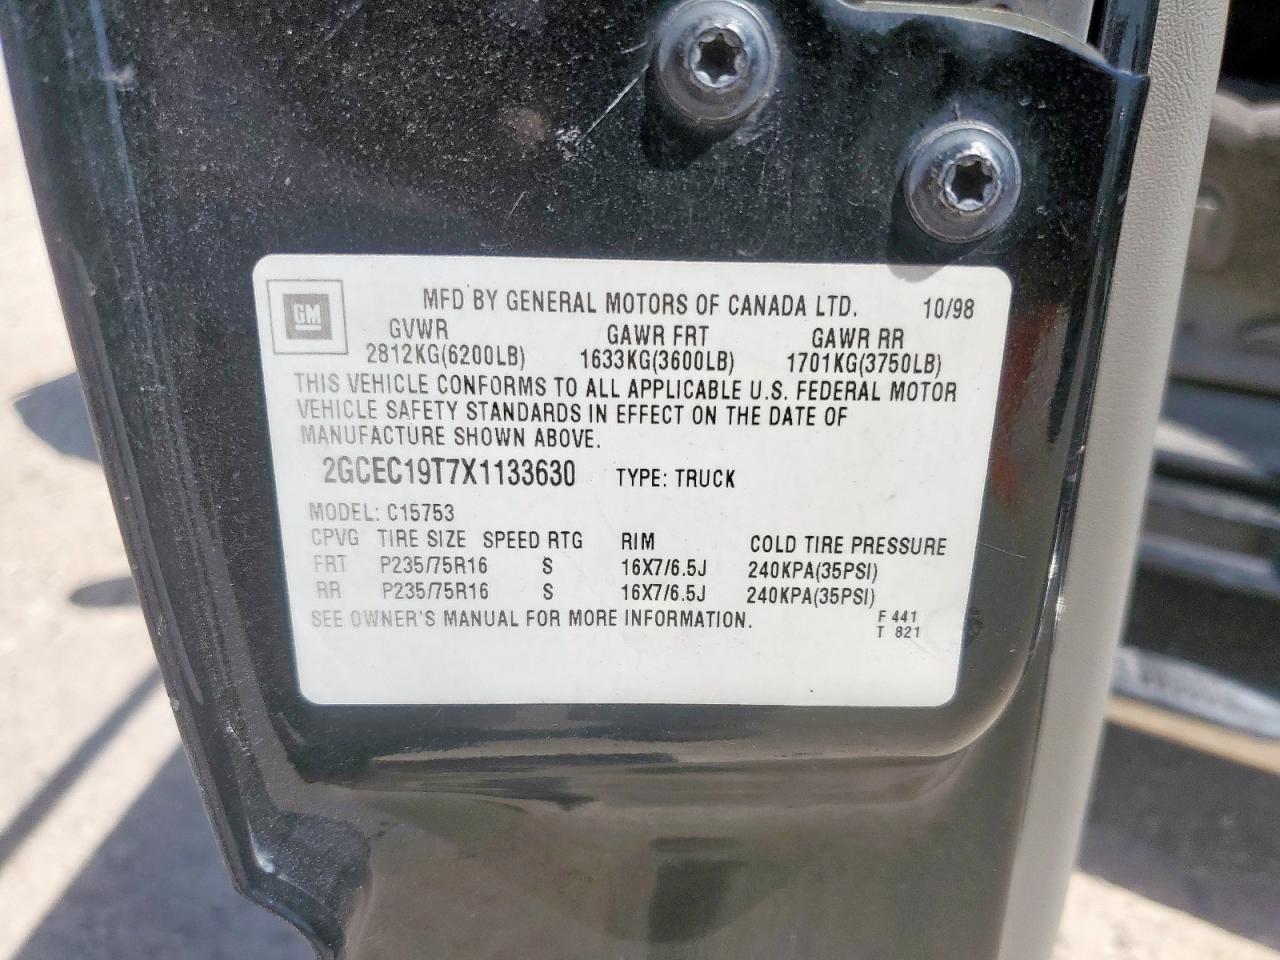 GM
MFD BY GENERAL MOTORS OF CANADA LTD. 10/98
GVWR GAWR FRT GAWR RR
2812KG(6200LB) 1633KG(3600LB) 1701KG(3750LB)
THIS VEHICLE CONFORMS TO ALL APPLICABLE U.S. FEDERAL MOTOR
VEHICLE SAFETY STANDARDS IN EFFECT ON THE DATE OF
MANUFACTURE SHOWN ABOVE.
2GCEC19T7X1133630 TYPE: TRUCK
MODEL: C15753
CPVG TIRE SIZE SPEED RTG RIM COLD TIRE PRESSURE
FRT P235/75R16 S 16X7/6.5J 240KPA(35PSI)
RR P235/75R16 S 16X7/6.5J 240KPA(35PSI)
SEE OWNER'S MANUAL FOR MORE INFORMATION. F 441
T 821